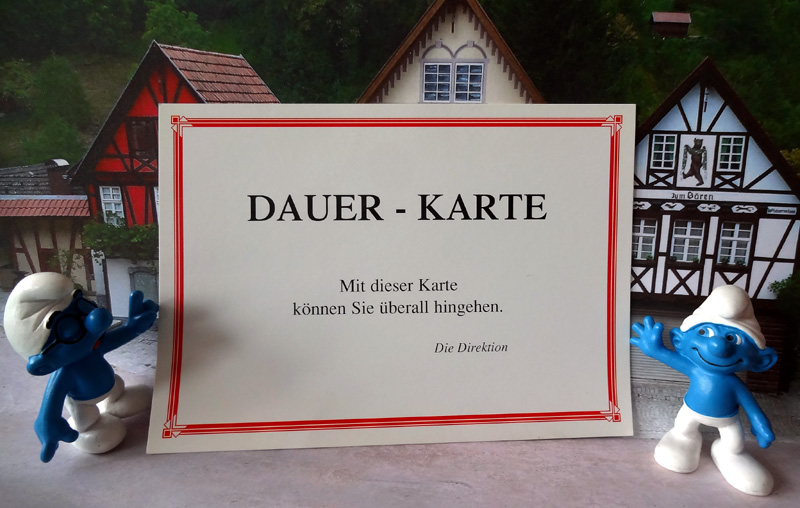 DAUER - KARTE
Mit dieser Karte
können Sie überall hingehen.
Die Direktion
zum Bären